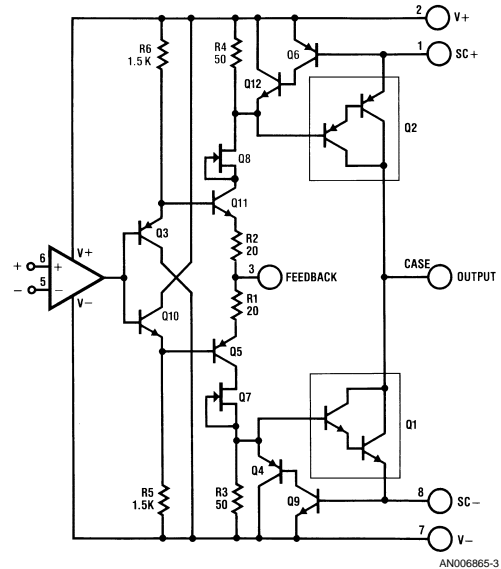 2 V+
R6
1.5 K
R4
50
Q6
1 SC+
Q12
Q2
Q8
Q11
Q3
R2
20
V+
6 +
+
5 −
−
V−
3 FEEDBACK
CASE
OUTPUT
R1
20
Q10
Q5
Q7
Q1
Q4
Q9
R5
1.5K
R3
50
8 SC−
7 V−
AN006865-3